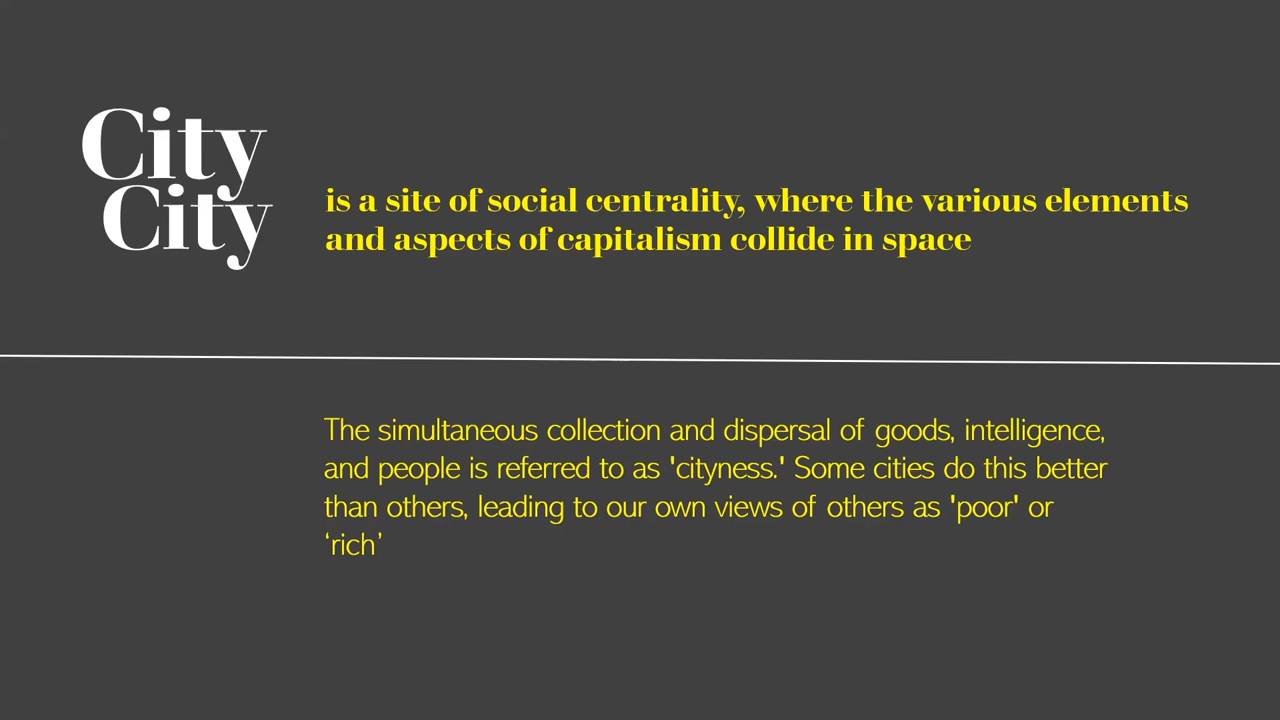 City
City
is a site of social centrality, where the various elements
and aspects of capitalism collide in space
The simultaneous collection and dispersal of goods, intelligence,
and people is referred to as 'cityness.' Some cities do this better
than others, leading to our own views of others as 'poor' or
‘rich’